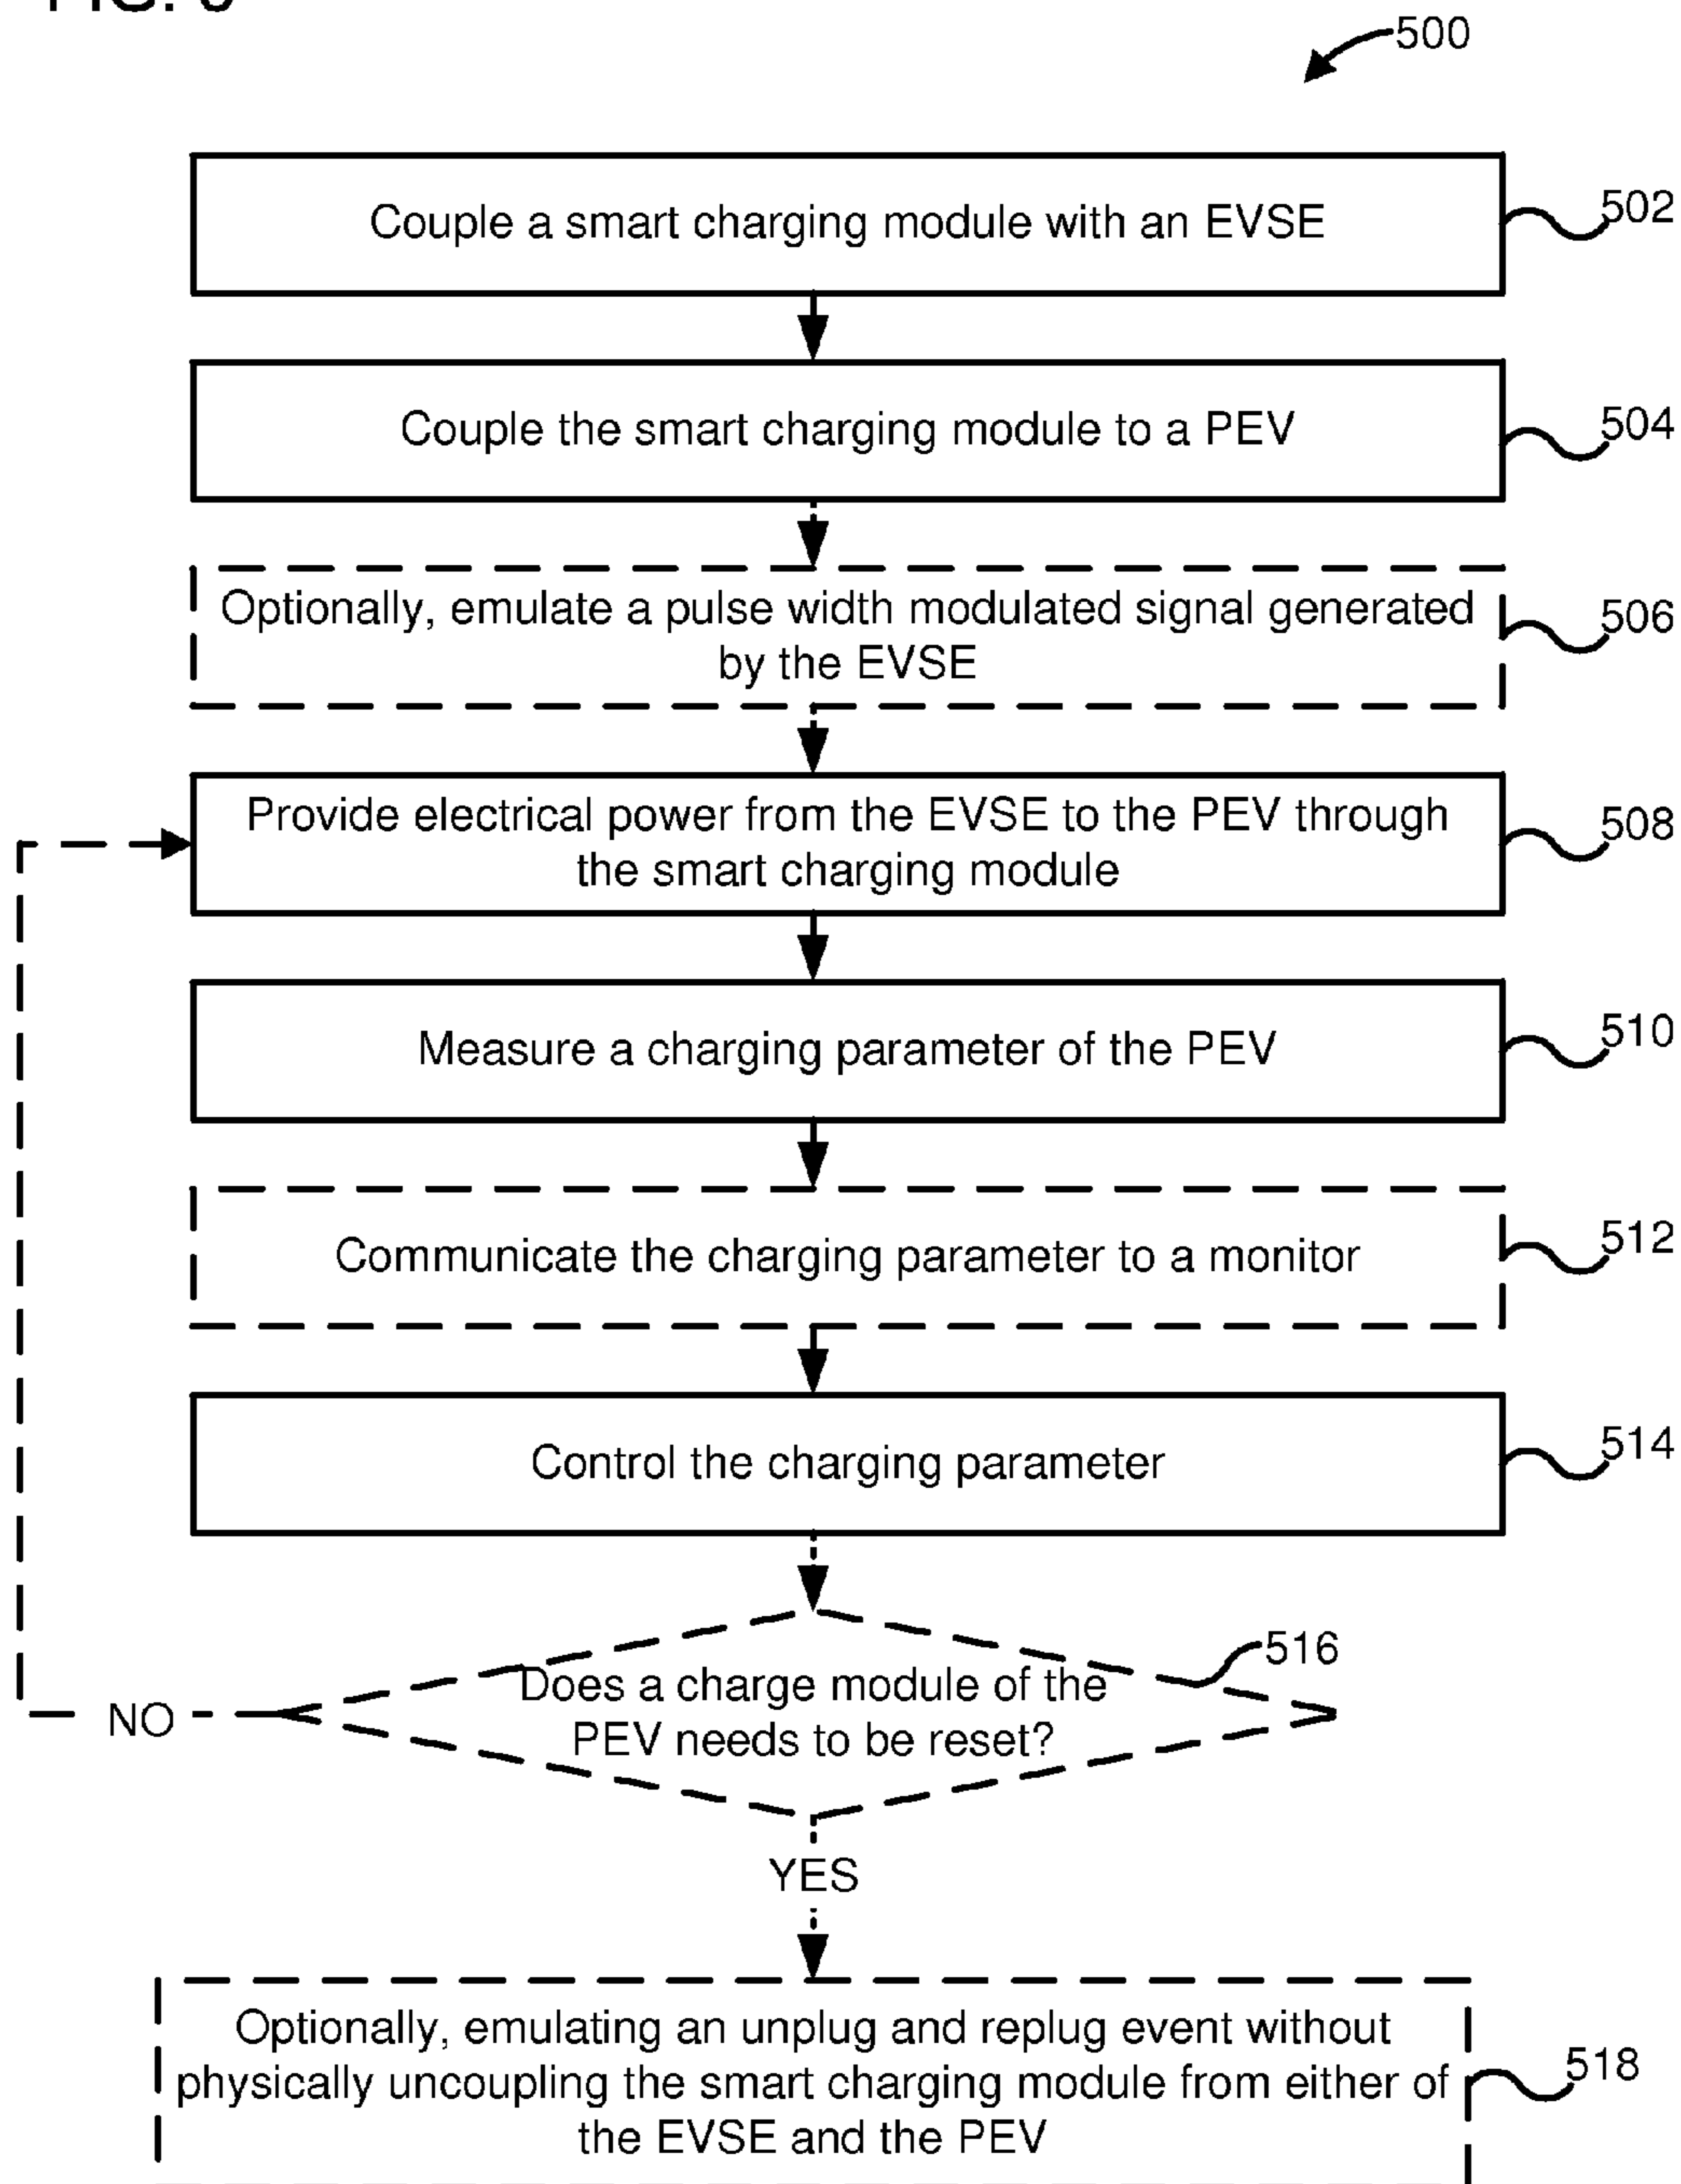 500
Couple a smart charging module with an EVSE
502
Couple the smart charging module to a PEV
504
Optionally, emulate a pulse width modulated signal generated
by the EVSE
506
Provide electrical power from the EVSE to the PEV through
the smart charging module
508
Measure a charging parameter of the PEV
510
Communicate the charging parameter to a monitor
512
Control the charging parameter
514
516
Does a charge module of the
PEV needs to be reset?
NO
YES
Optionally, emulating an unplug and replug event without
physically uncoupling the smart charging module from either of
the EVSE and the PEV
518